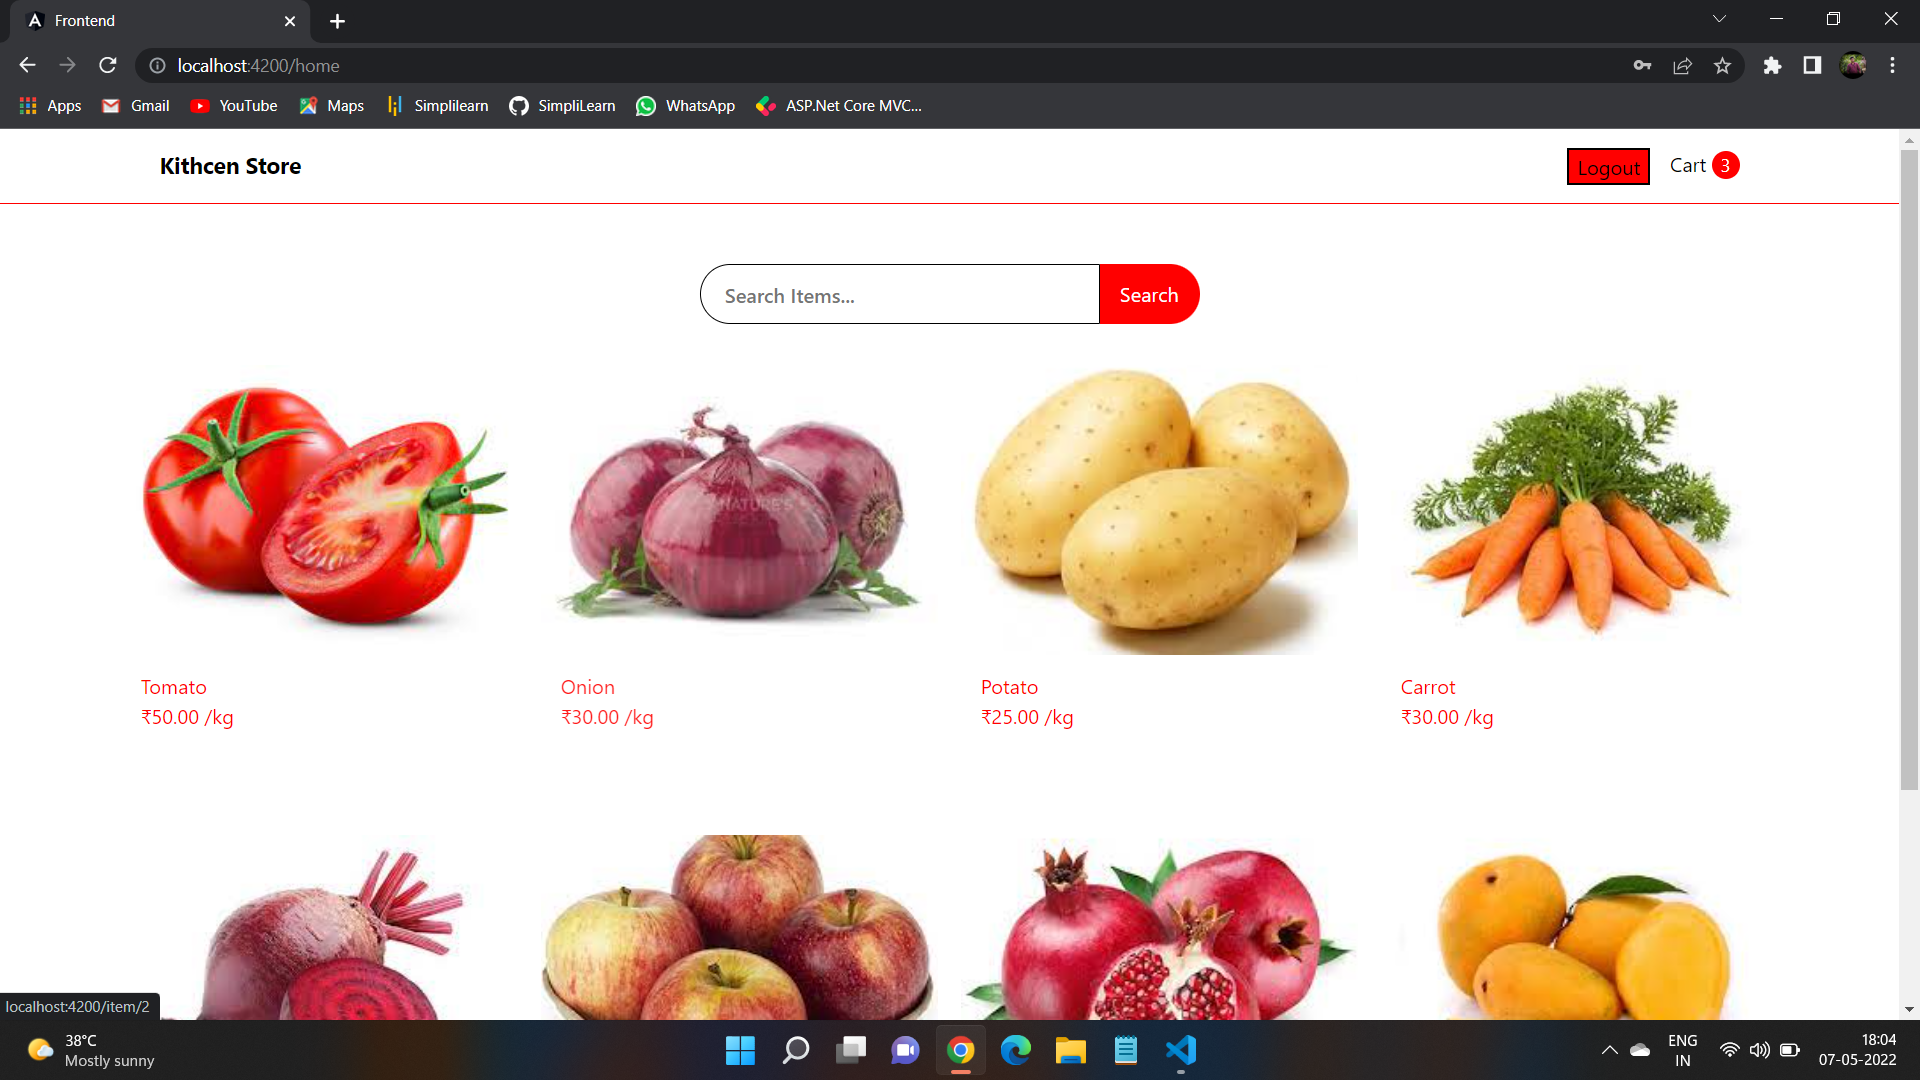 Frontend
localhost:4200/home
Apps Gmail YouTube Maps Simplilearn SimpliLearn WhatsApp ASP.Net Core MVC...
Kithcen Store
Logout Cart 3
Search Items... Search
NATURE'S
Tomato Onion Potato Carrot
₹50.00 /kg ₹30.00 /kg ₹25.00 /kg ₹30.00 /kg
localhost:4200/item/2
38°C
Mostly sunny
ENG
IN
18:04
07-05-2022